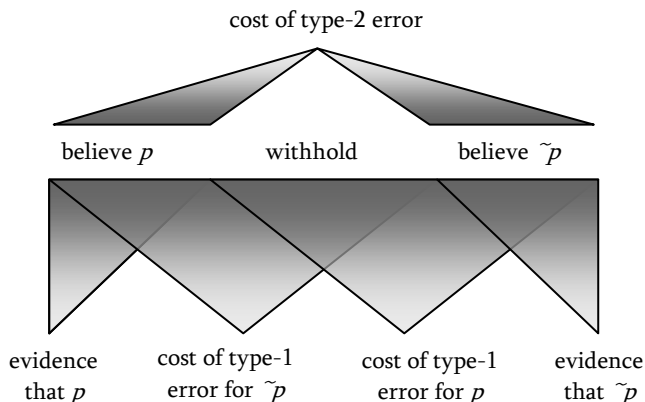 cost of type-2 error
believe p
withhold
believe ~p
evidence
that p
cost of type-1
error for ~p
cost of type-1
error for p
evidence
that ~p